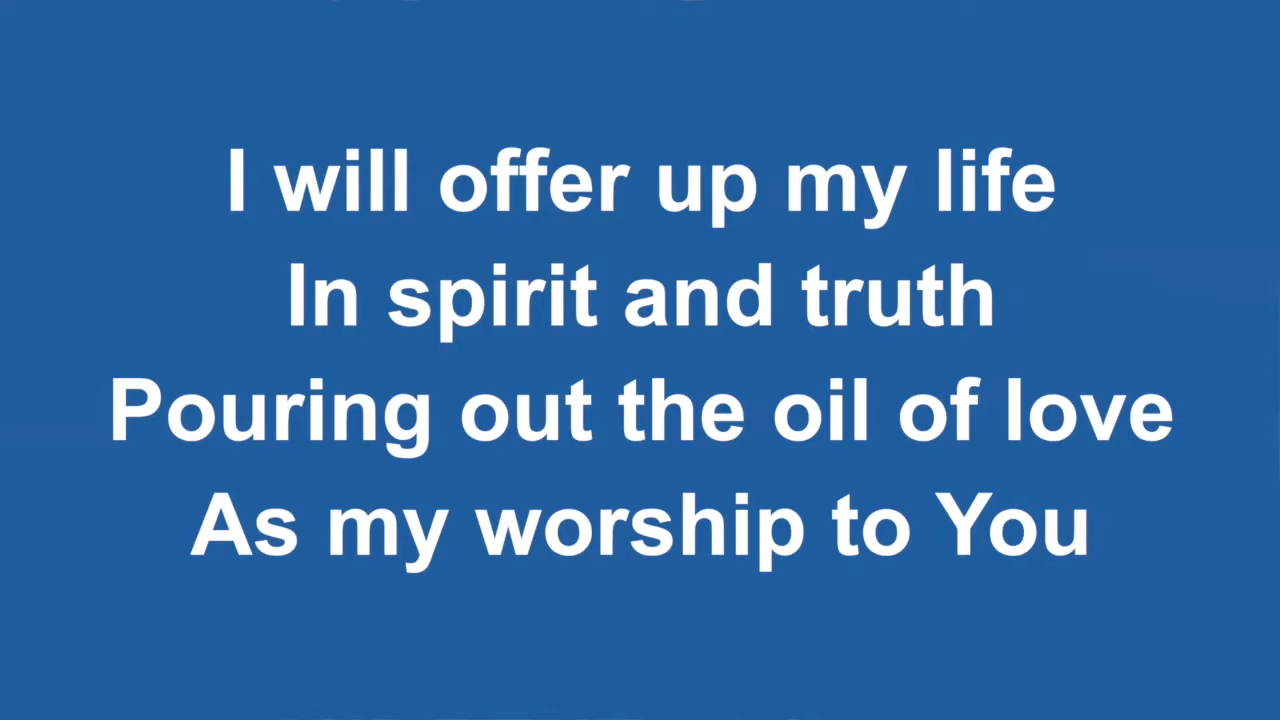 I will offer up my life
In spirit and truth
Pouring out the oil of love
As my worship to You